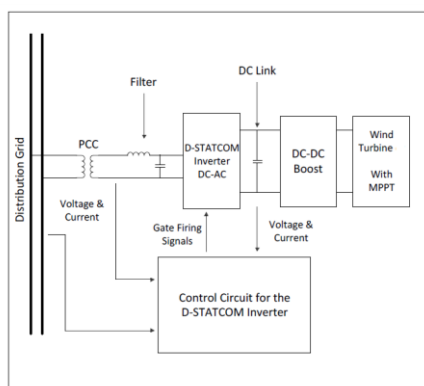 Filter
DC Link
PCC
D-STATCOM
Inverter
DC-AC
DC-DC
Boost
Wind
Turbine
With
MPPT
Distribution Grid
Voltage &
Current
Gate Firing
Signals
Voltage &
Current
Control Circuit for the
D-STATCOM Inverter